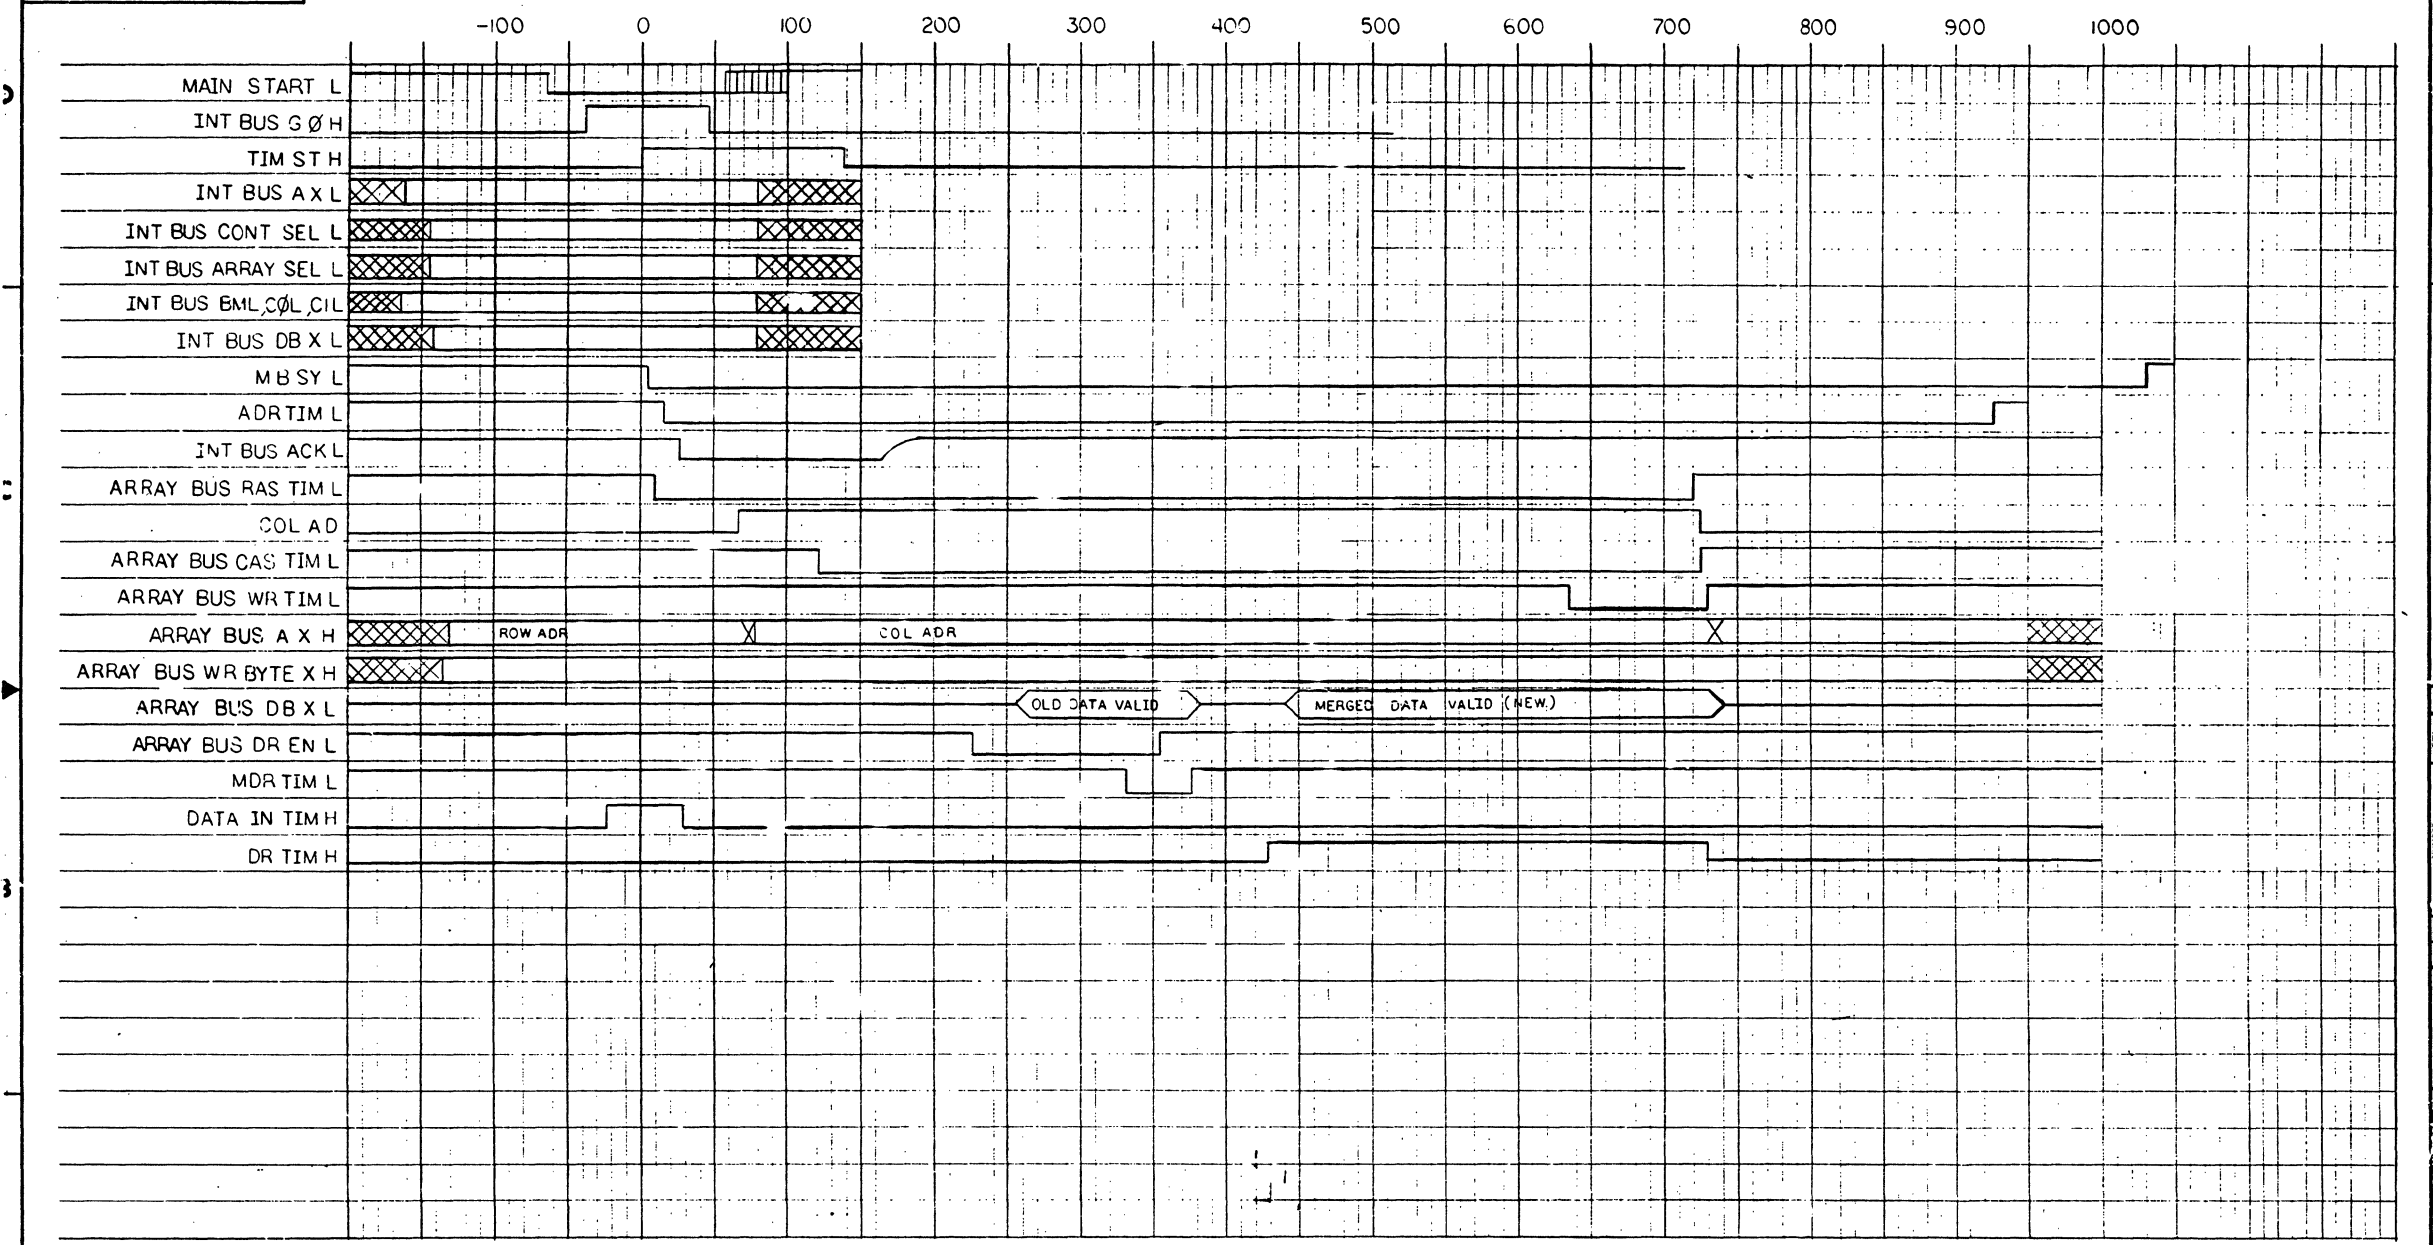 -100 0 100 200 300 400 500 600 700 800 900 1000
MAIN START L
INT BUS GØ H
TIM ST H
INT BUS A X L
INT BUS CONT SEL L
INT BUS ARRAY SEL L
INT BUS BML,CØL,C1L
INT BUS DB X L
MBSY L
ADR TIM L
INT BUS ACK L
ARRAY BUS RAS TIM L
COL AD
ARRAY BUS CAS TIM L
ARRAY BUS WR TIM L
ARRAY BUS A X H ROW ADR COL ADR
ARRAY BUS WR BYTE X H
ARRAY BUS DB X L OLD DATA VALID MERGED DATA VALID (NEW.)
ARRAY BUS DR EN L
MDR TIM L
DATA IN TIM H
DR TIM H